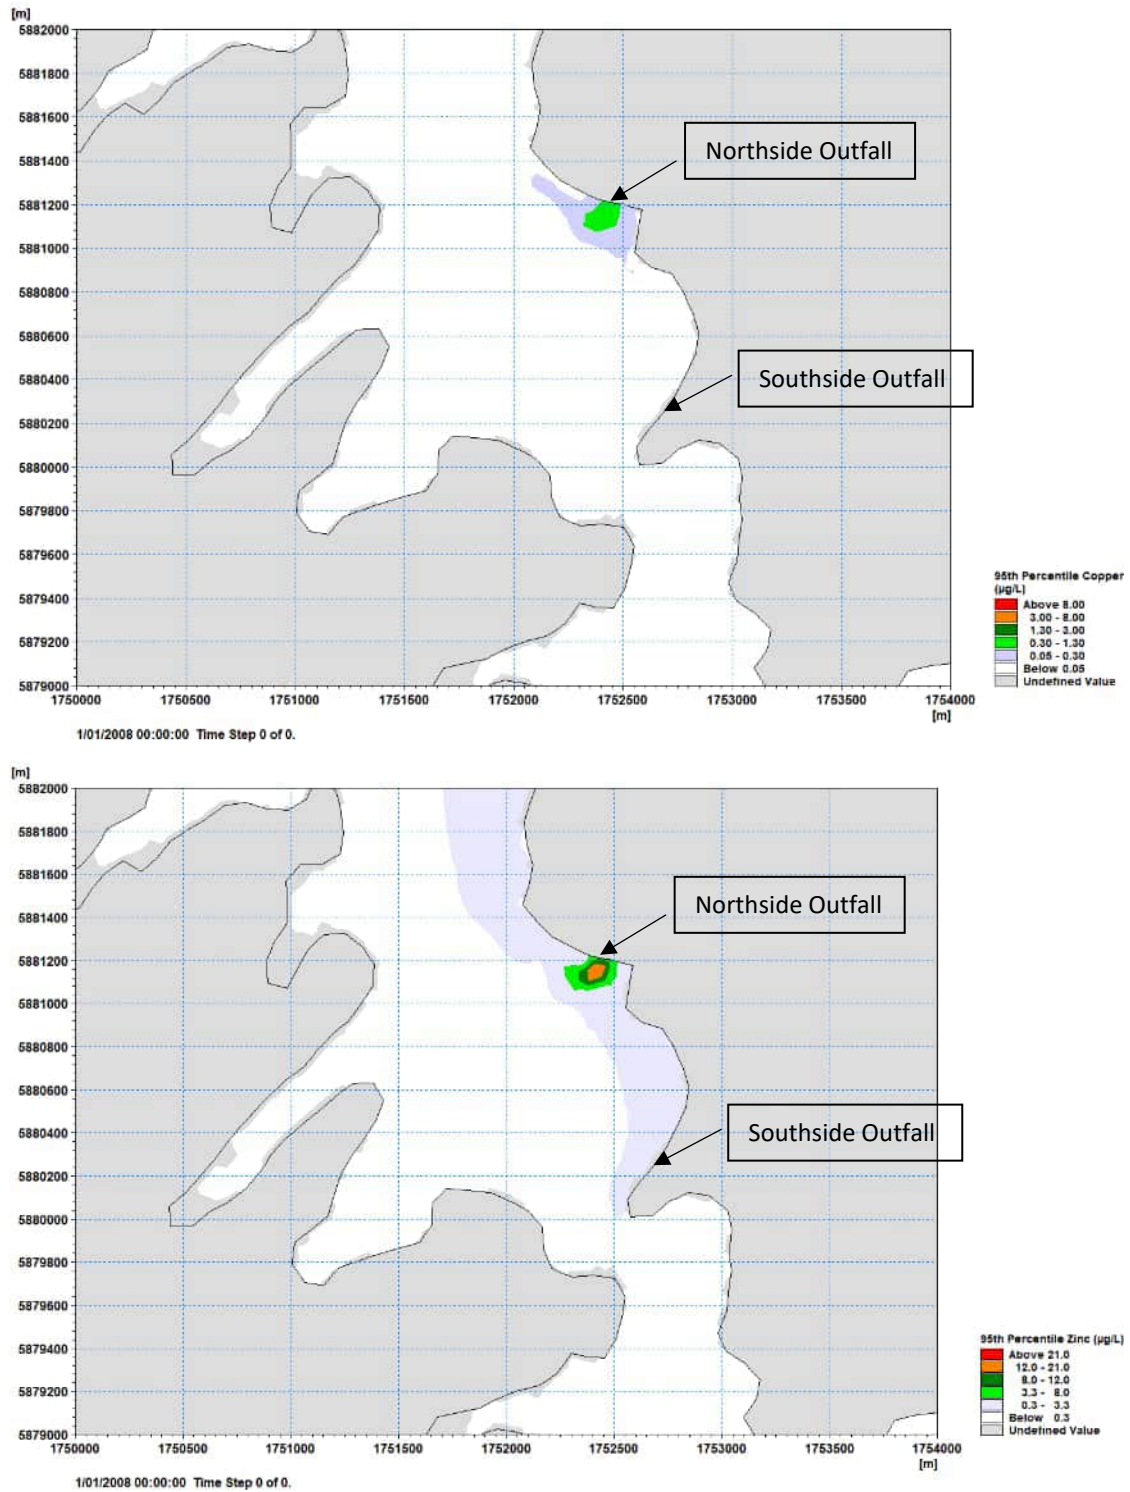 [m]
5882000
5881800
5881600
5881400
5881200
5881000
5880800
5880600
5880400
5880200
5880000
5879800
5879600
5879400
5879200
5879000
Northside Outfall
Southside Outfall
1750000 1750500 1751000 1751500 1752000 1752500 1753000 1753500 1754000
[m]
1/01/2008 00:00:00 Time Step 0 of 0.
95th Percentile Copper
(µg/L)
Above 8.00
3.00 - 8.00
1.30 - 3.00
0.30 - 1.30
0.05 - 0.30
Below 0.05
Undefined Value
[m]
5882000
5881800
5881600
5881400
5881200
5881000
5880800
5880600
5880400
5880200
5880000
5879800
5879600
5879400
5879200
5879000
Northside Outfall
Southside Outfall
1750000 1750500 1751000 1751500 1752000 1752500 1753000 1753500 1754000
[m]
1/01/2008 00:00:00 Time Step 0 of 0.
95th Percentile Zinc (µg/L)
Above 21.0
12.0 - 21.0
8.0 - 12.0
3.3 - 8.0
0.3 - 3.3
Below 0.3
Undefined Value